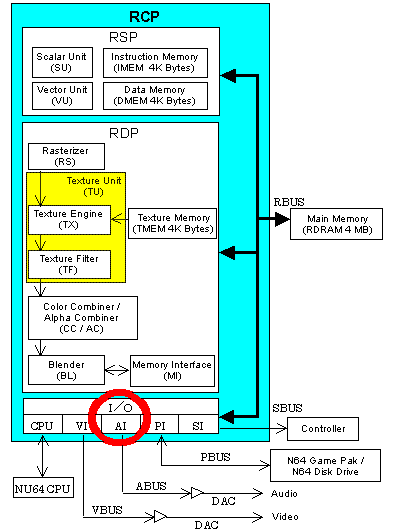 RCP
RSP
Scalar Unit
(SU)
Instruction Memory
(IMEM 4K Bytes)
Vector Unit
(VU)
Data Memory
(DMEM 4K Bytes)
RDP
Rasterizer
(RS)
Texture Unit
(TU)
Texture Engine
(TX)
Texture Memory
(TMEM 4K Bytes)
Texture Filter
(TF)
Color Combiner /
Alpha Combiner
(CC / AC)
Blender
(BL)
Memory Interface
(MI)
RBUS
Main Memory
(RDRAM 4 MB)
I/O
CPU VI AI PI SI
SBUS
Controller
NU64 CPU
PBUS
N64 Game Pak /
N64 Disk Drive
ABUS
DAC
Audio
VBUS
DAC
Video